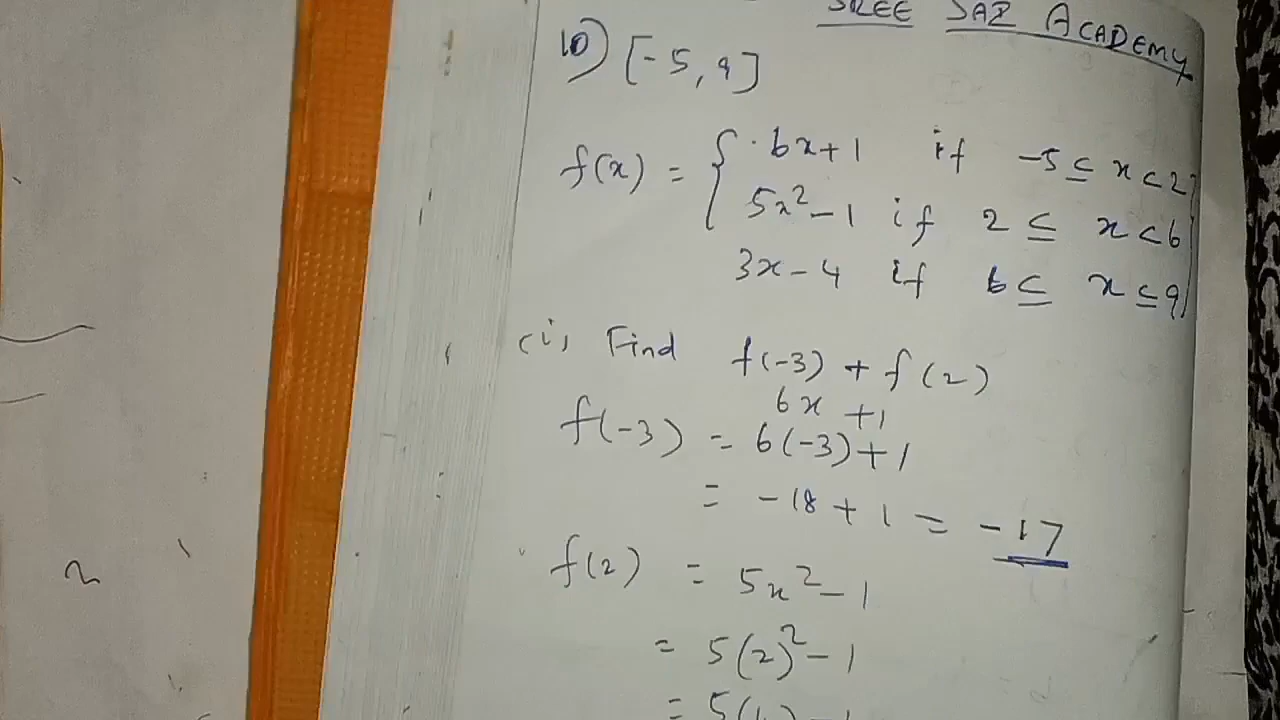 SREE SAI ACADEMY
10) [-5, 9]
f(x) = { 6x+1 if -5 ≤ x < 2
5x²-1 if 2 ≤ x < 6
3x-4 if 6 ≤ x ≤ 9
(i) Find f(-3) + f(2)
6x +1
f(-3) = 6(-3)+1
= -18 + 1 = -17
f(2) = 5x²-1
= 5(2)²-1